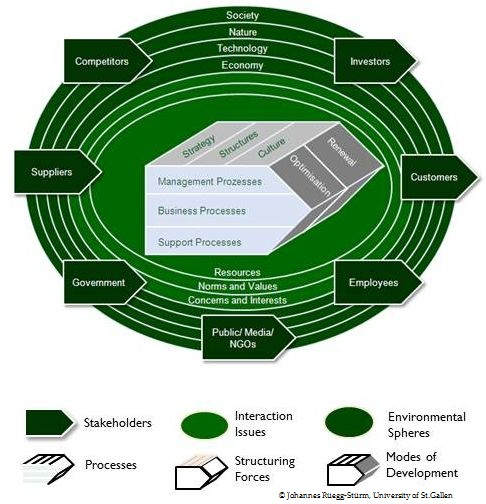 Society
Nature
Technology
Economy
Competitors
Investors
Strategy
Structures
Culture
Renewal
Optimisation
Suppliers
Customers
Management Prozesses
Business Processes
Support Processes
Resources
Norms and Values
Concerns and Interests
Government
Employees
Public/ Media/
NGOs
Stakeholders
Interaction
Issues
Environmental
Spheres
Processes
Structuring
Forces
Modes of
Development
© Johannes Rüegg-Stürm, University of St.Gallen